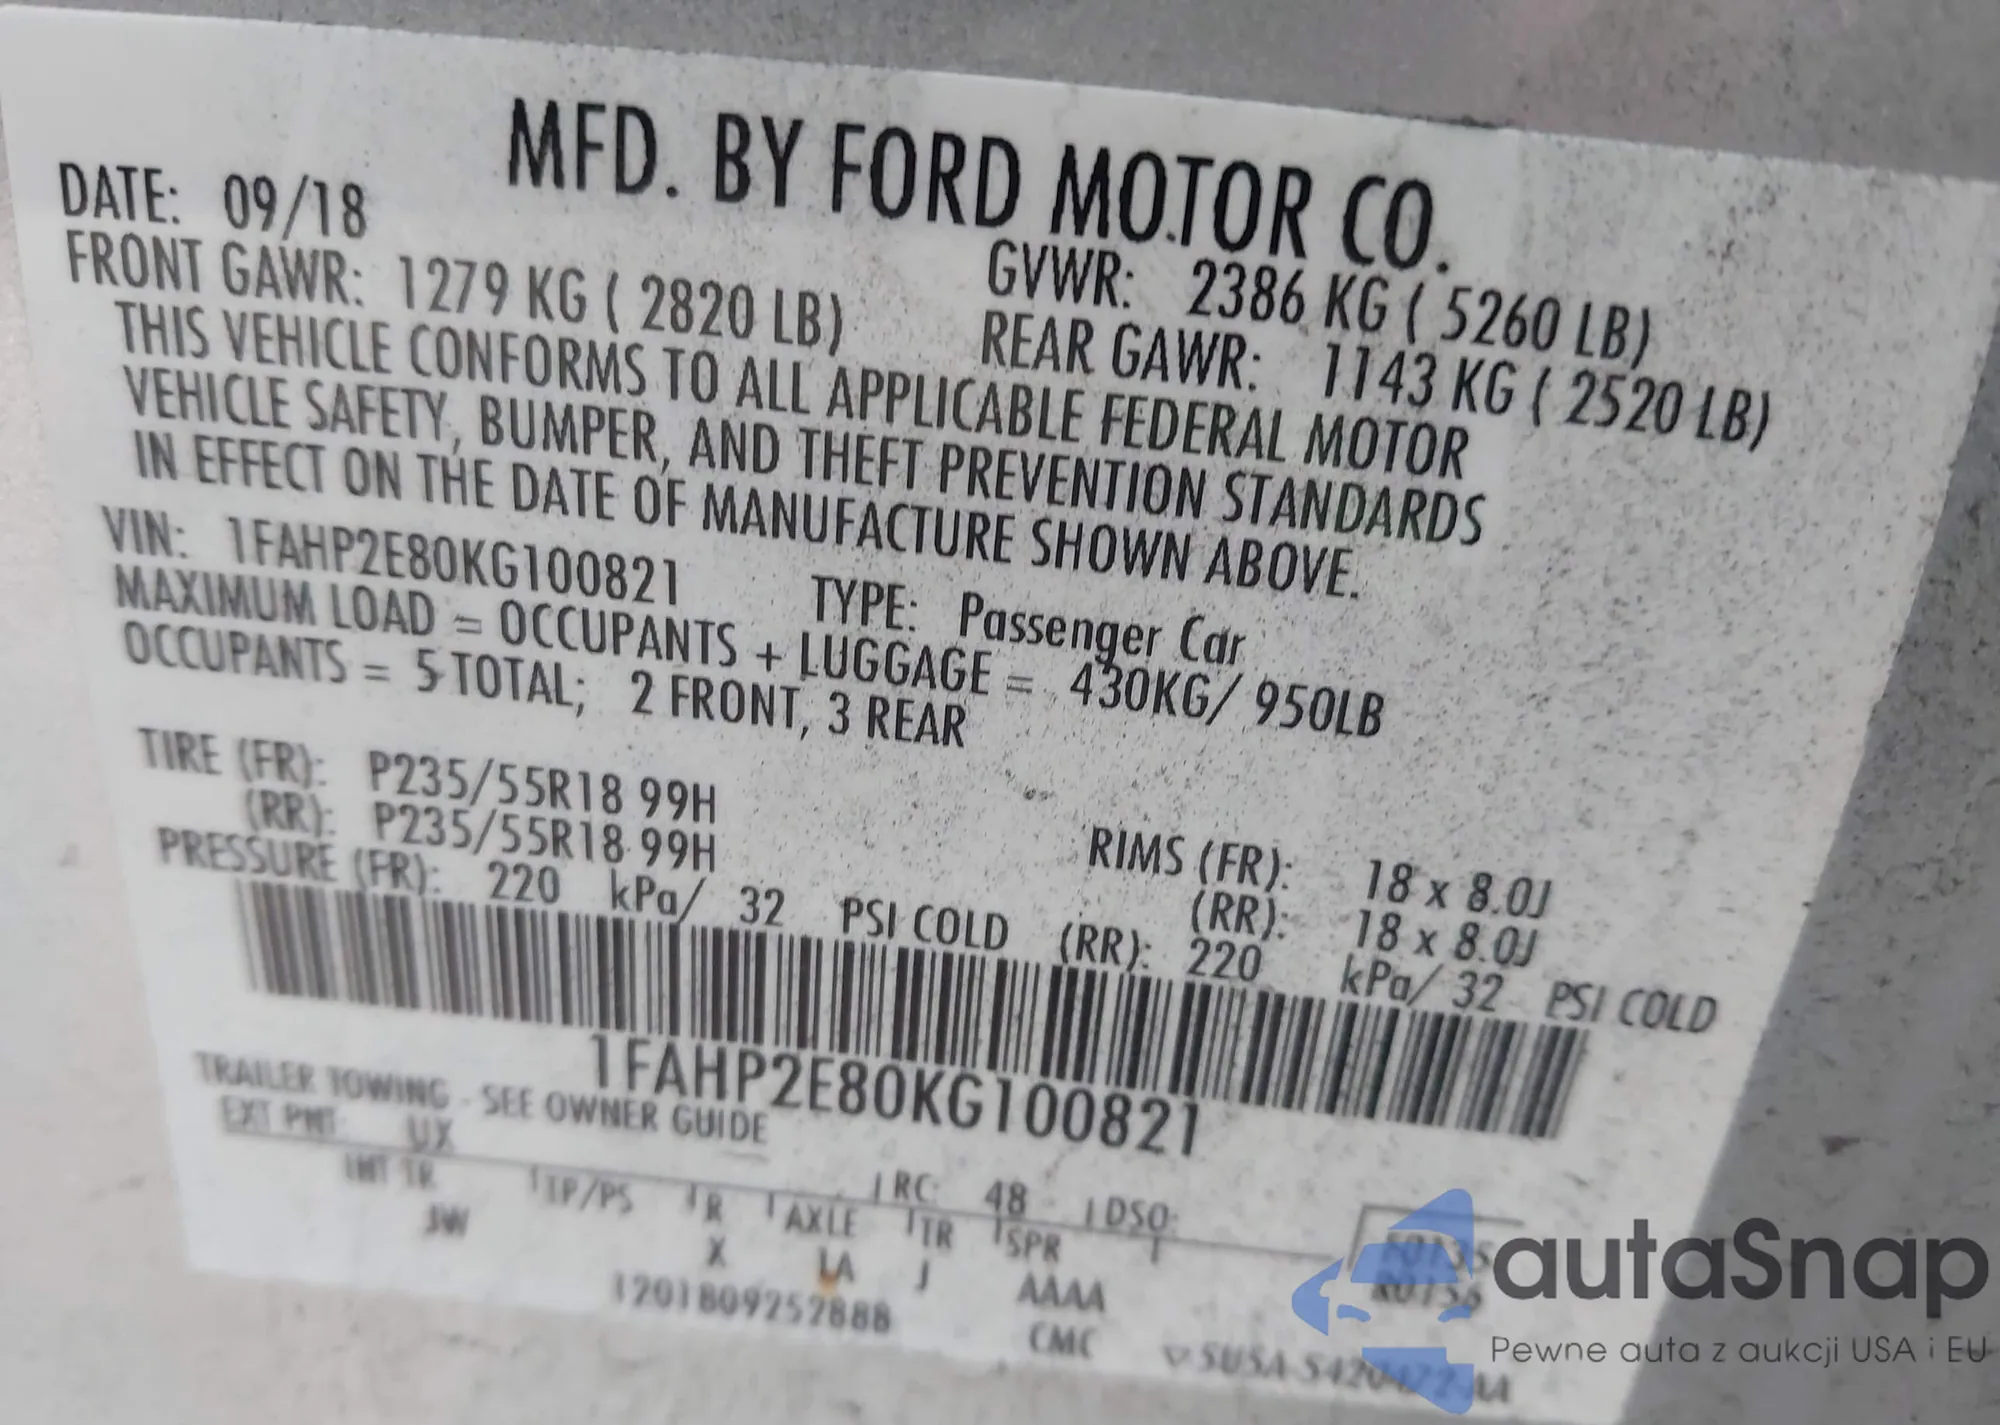 MFD. BY FORD MOTOR CO.
DATE: 09/18 GVWR: 2386 KG ( 5260 LB)
FRONT GAWR: 1279 KG ( 2820 LB) REAR GAWR: 1143 KG ( 2520 LB)
THIS VEHICLE CONFORMS TO ALL APPLICABLE FEDERAL MOTOR
VEHICLE SAFETY, BUMPER, AND THEFT PREVENTION STANDARDS
IN EFFECT ON THE DATE OF MANUFACTURE SHOWN ABOVE.
VIN: 1FAHP2E80KG100821 TYPE: Passenger Car
MAXIMUM LOAD = OCCUPANTS + LUGGAGE = 430KG/ 950LB
OCCUPANTS = 5 TOTAL; 2 FRONT, 3 REAR
TIRE (FR): P235/55R18 99H RIMS (FR): 18 x 8.0J
(RR): P235/55R18 99H (RR): 18 x 8.0J
PRESSURE (FR): 220 kPa/ 32 PSI COLD (RR): 220 kPa/ 32 PSI COLD
1FAHP2E80KG100821
TRAILER TOWING - SEE OWNER GUIDE
EXT PNT: UX RC: 48 DSO:
INT TR TP/PS R AXLE TR SPR
X LA J AAAA
1201809252888 CMC
autaSnap
Pewne auta z aukcji USA i EU